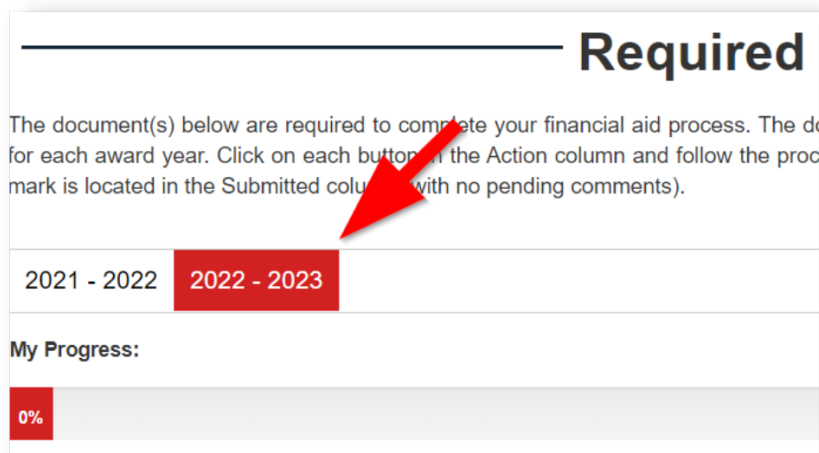 Required
The document(s) below are required to complete your financial aid process. The
for each award year. Click on each button the Action column and follow the
mark is located in the Submitted with no pending comments).
2021 - 2022 2022 - 2023
My Progress:
0%